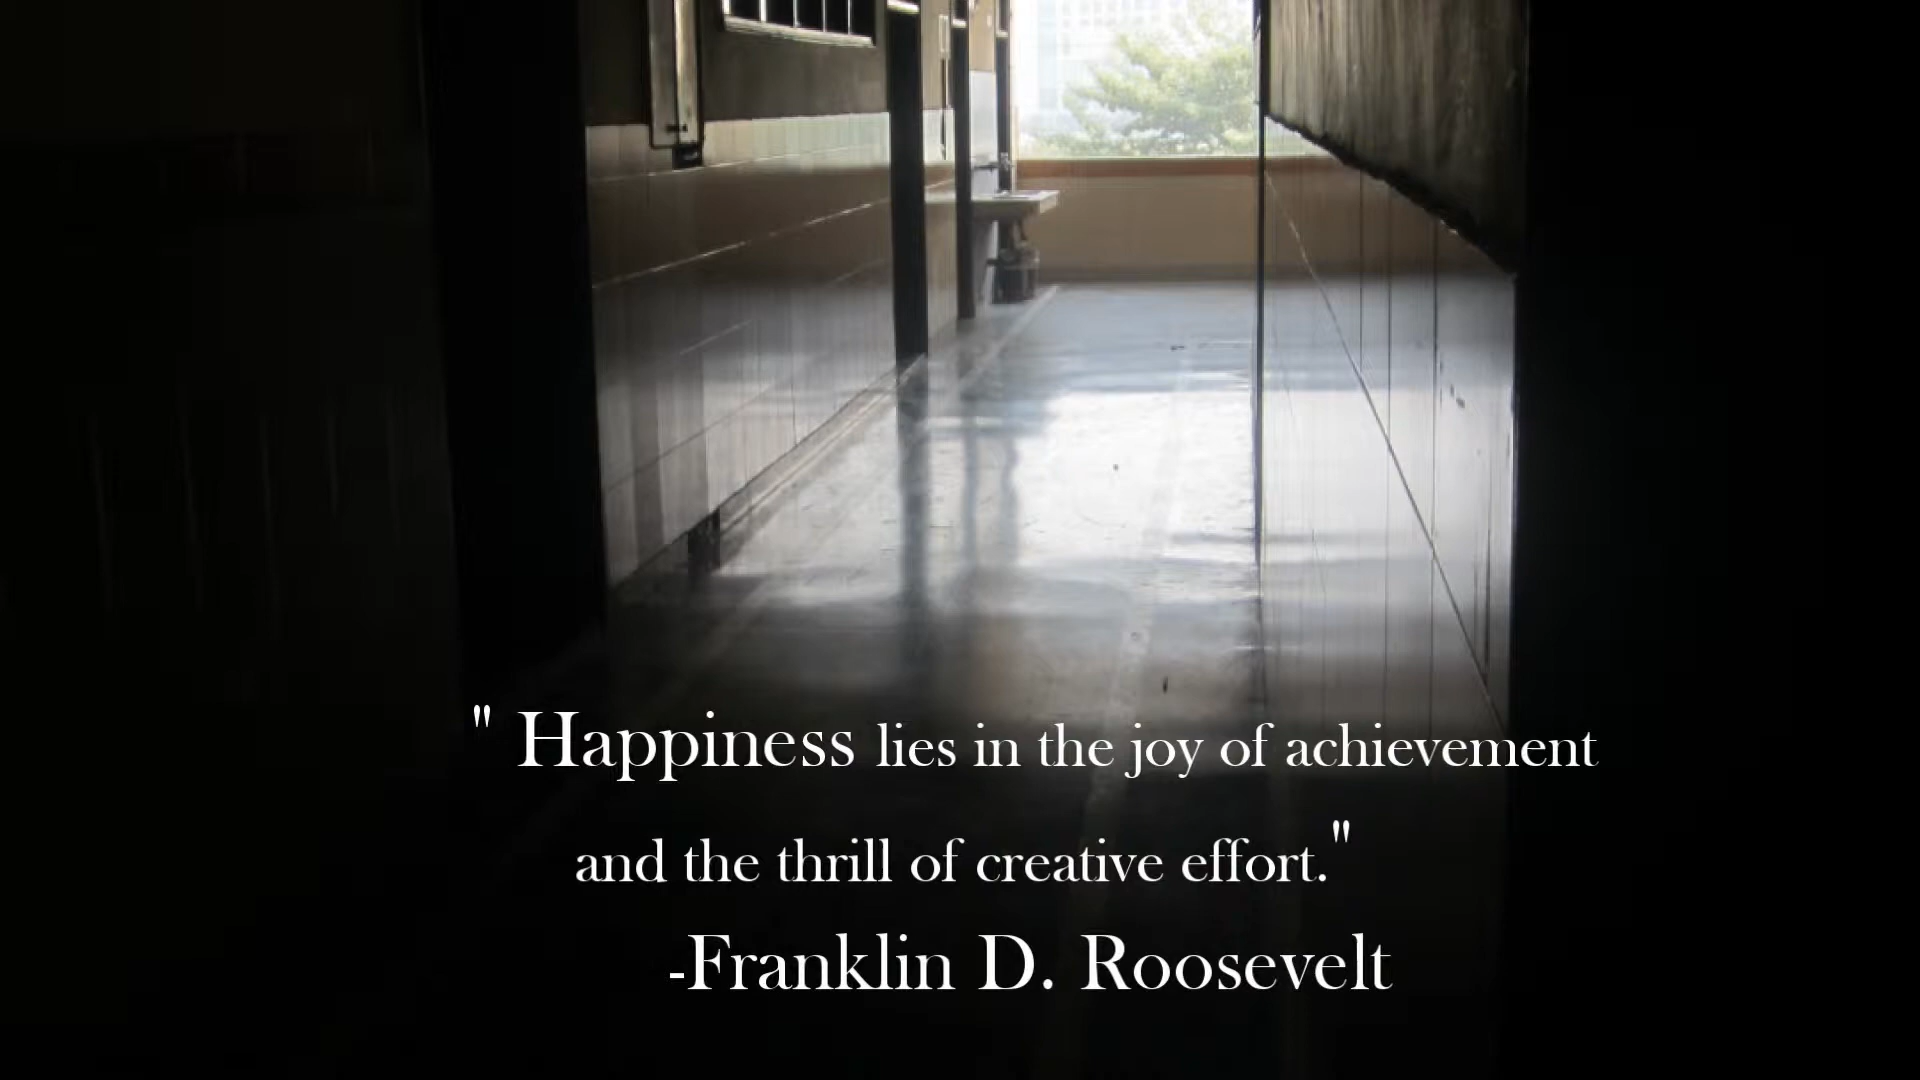 " Happiness lies in the joy of achievement
and the thrill of creative effort."
-Franklin D. Roosevelt